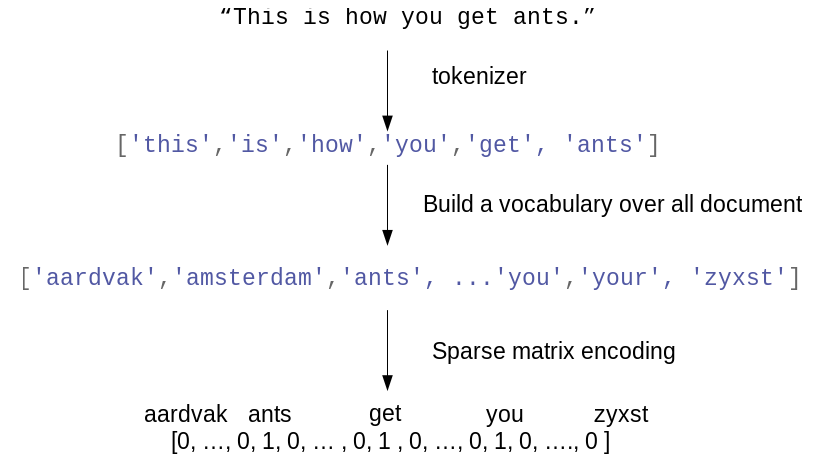 “This is how you get ants.”
tokenizer
['this','is','how','you','get', 'ants']
Build a vocabulary over all document
['aardvak','amsterdam','ants', ...'you','your', 'zyxst']
Sparse matrix encoding
aardvak ants get you zyxst
[0, …, 0, 1, 0, … , 0, 1 , 0, …, 0, 1, 0, …., 0 ]